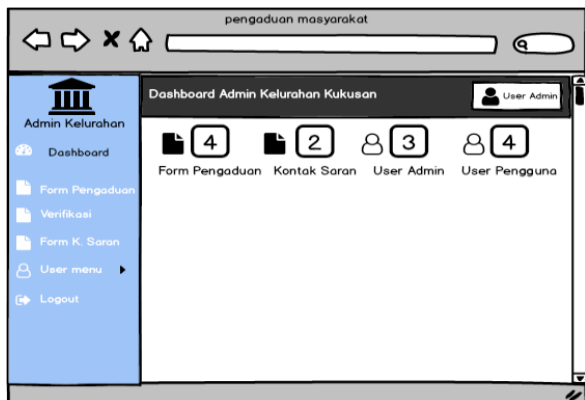 pengaduan masyarakat
Dashboard Admin Kelurahan Kukusan
User Admin
Admin Kelurahan
Dashboard
Form Pengaduan
Verifikasi
Form K. Saran
User menu
Logout
4
Form Pengaduan
2
Kontak Saran
3
User Admin
4
User Pengguna